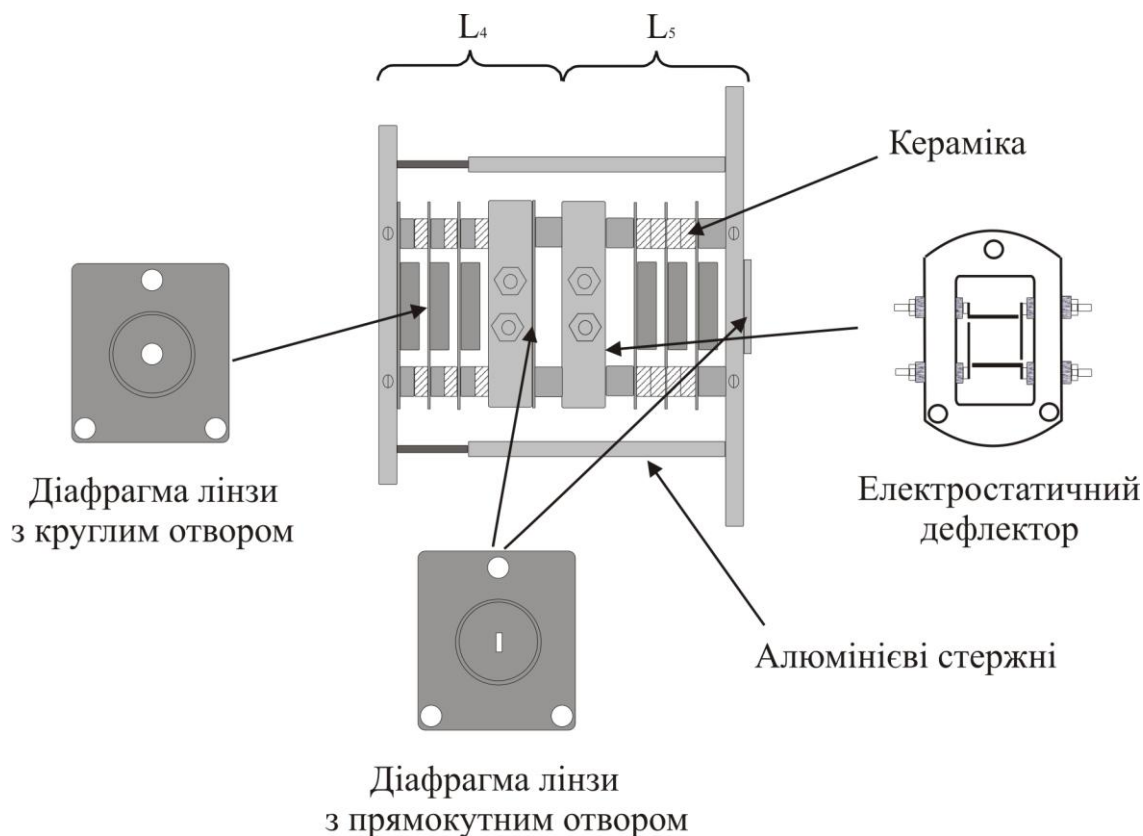 L4
L5
Кераміка
Діафрагма лінзи
з круглим отвором
Електростатичний
дефлектор
Алюмінієві стержні
Діафрагма лінзи
з прямокутним отвором